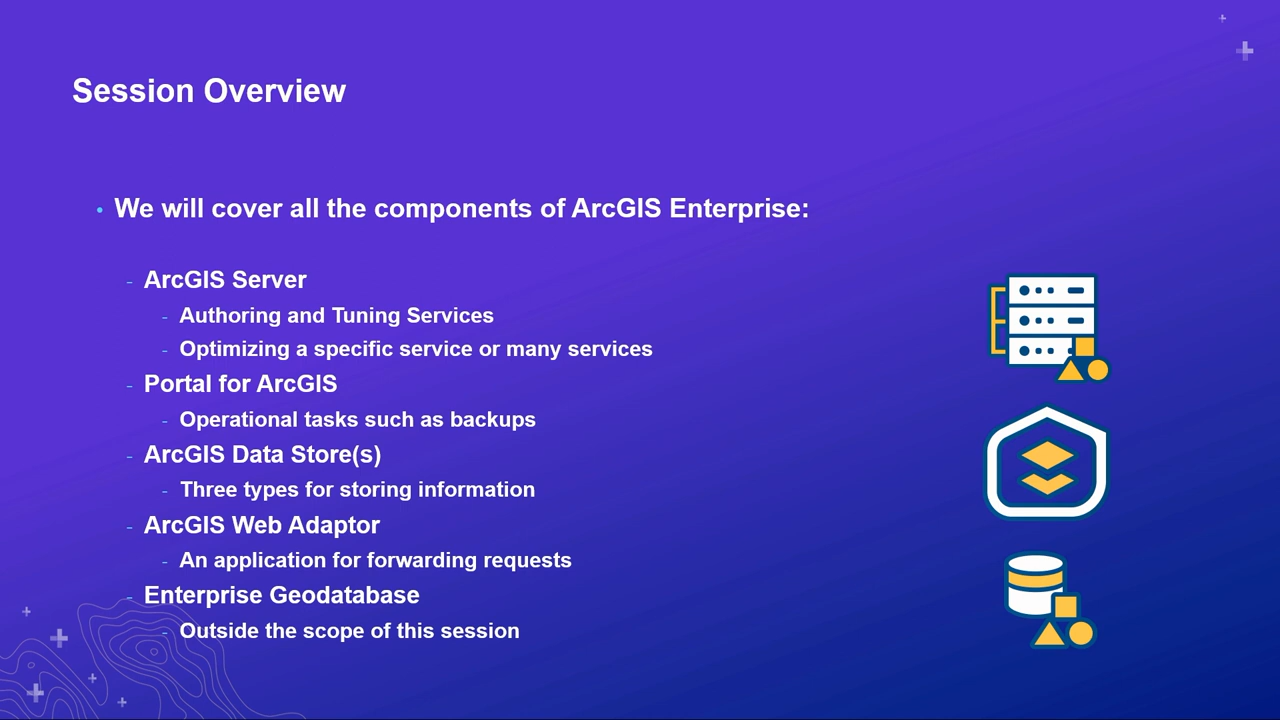 Session Overview
• We will cover all the components of ArcGIS Enterprise:
- ArcGIS Server
- Authoring and Tuning Services
- Optimizing a specific service or many services
- Portal for ArcGIS
- Operational tasks such as backups
- ArcGIS Data Store(s)
- Three types for storing information
- ArcGIS Web Adaptor
- An application for forwarding requests
- Enterprise Geodatabase
- Outside the scope of this session